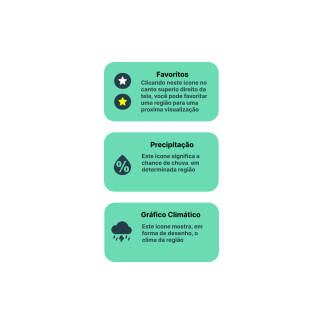 Favoritos
Clicando neste icone no
canto superio direito da
tela, você pode favoritar
uma região para uma
proxima visualização
Precipitação
%
Este icone significa a
chance de chuva em
determinada região
Gráfico Climático
Este icone mostra, em
forma de desenho, o
clima da região